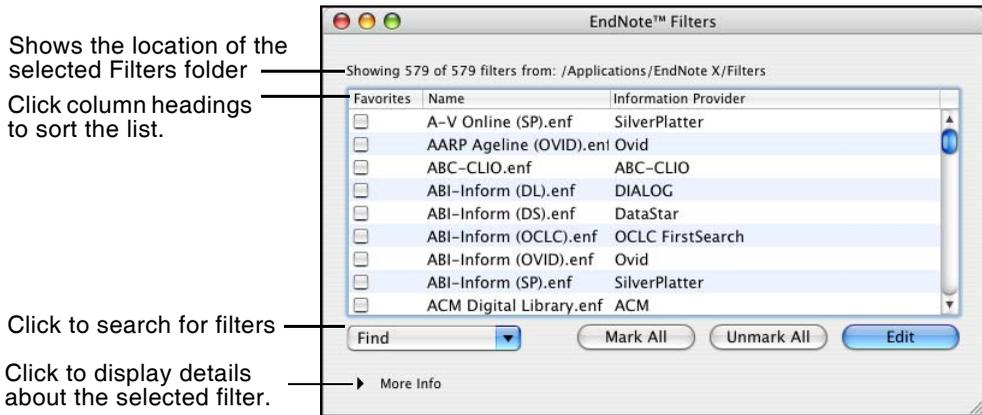 EndNote™ Filters
Shows the location of the
selected Filters folder
Showing 579 of 579 filters from: /Applications/EndNote X/Filters
Click column headings
to sort the list.
Favorites Name Information Provider
A-V Online (SP).enf SilverPlatter
AARP Ageline (OVID).enf Ovid
ABC-CLIO.enf ABC-CLIO
ABI-Inform (DL).enf DIALOG
ABI-Inform (DS).enf DataStar
ABI-Inform (OCLC).enf OCLC FirstSearch
ABI-Inform (OVID).enf Ovid
ABI-Inform (SP).enf SilverPlatter
ACM Digital Library.enf ACM
Click to search for filters
Find Mark All Unmark All Edit
Click to display details
about the selected filter.
More Info